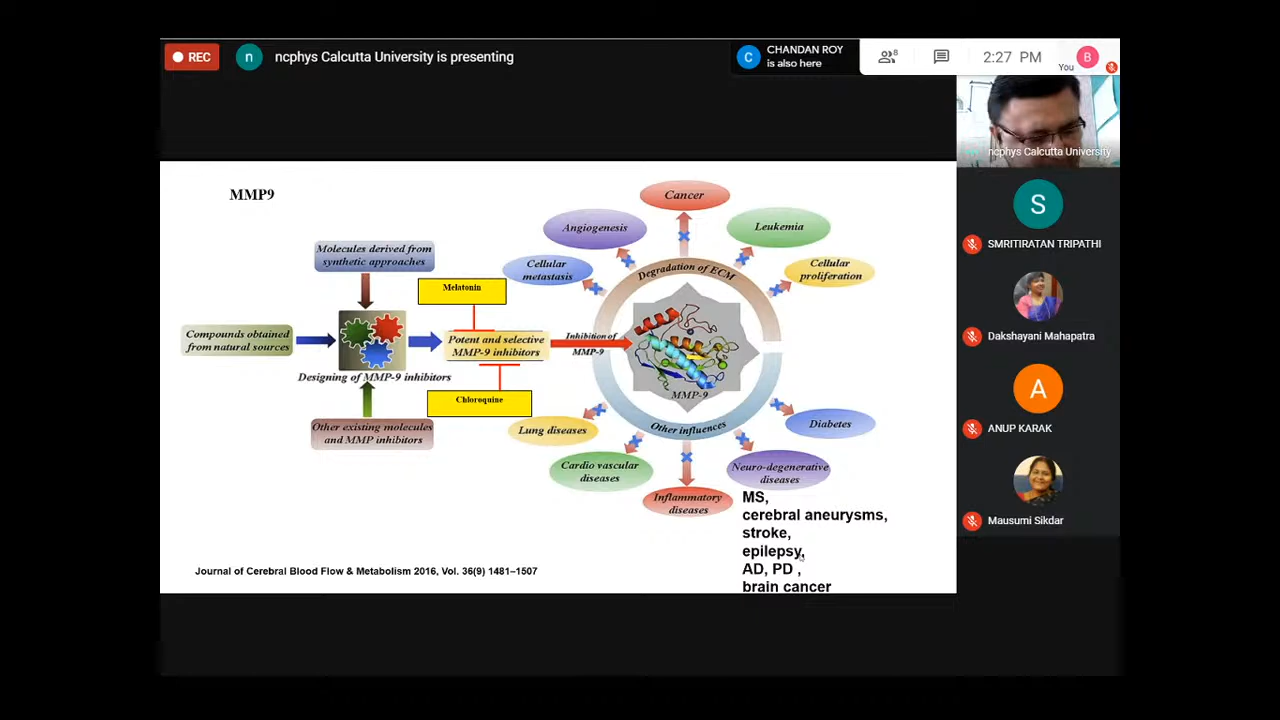 REC
n
ncphys Calcutta University is presenting
C
CHANDAN ROY
is also here
8
2:27 PM
You
B
ncphys Calcutta University
S
SMRITIRATAN TRIPATHI
Dakshayani Mahapatra
A
ANUP KARAK
Mausumi Sikdar
MMP9
Molecules derived from
synthetic approaches
Compounds obtained
from natural sources
Designing of MMP-9 inhibitors
Other existing molecules
and MMP inhibitors
Melatonin
Potent and selective
MMP-9 inhibitors
Chloroquine
Inhibition of
MMP-9
Cancer
Angiogenesis
Leukemia
Cellular
metastasis
Cellular
proliferation
Degradation of ECM
MMP-9
Other influences
Lung diseases
Diabetes
Cardio vascular
diseases
Neuro-degenerative
diseases
Inflammatory
diseases
MS,
cerebral aneurysms,
stroke,
epilepsy,
AD, PD ,
brain cancer
Journal of Cerebral Blood Flow & Metabolism 2016, Vol. 36(9) 1481–1507